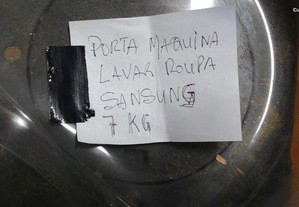 PORTA MAQUINA
LAVAR ROUPA
SANSUNG
7 KG